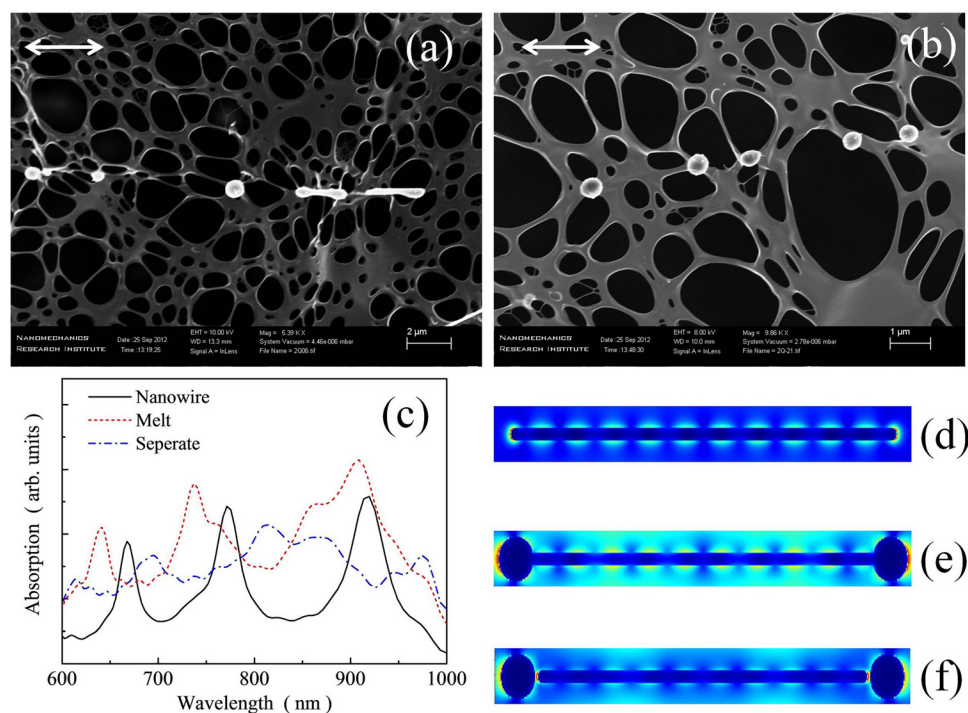 (a)
NANOMECHANICS
RESEARCH INSTITUTE
Date :25 Sep 2012
Time :13:19:25
EHT = 10.00 kV
WD = 13.3 mm
Signal A = InLens
Mag = 5.39 K X
System Vacuum = 4.46e-006 mbar
File Name = 2006.tif
2 µm
(b)
NANOMECHANICS
RESEARCH INSTITUTE
Date :25 Sep 2012
Time :13:48:30
EHT = 8.00 kV
WD = 10.0 mm
Signal A = InLens
Mag = 9.86 K X
System Vacuum = 2.78e-006 mbar
File Name = 20-21.tif
1 µm
(c)
Nanowire
Melt
Seperate
Absorption ( arb. units )
600 700 800 900 1000
Wavelength ( nm )
(d)
(e)
(f)